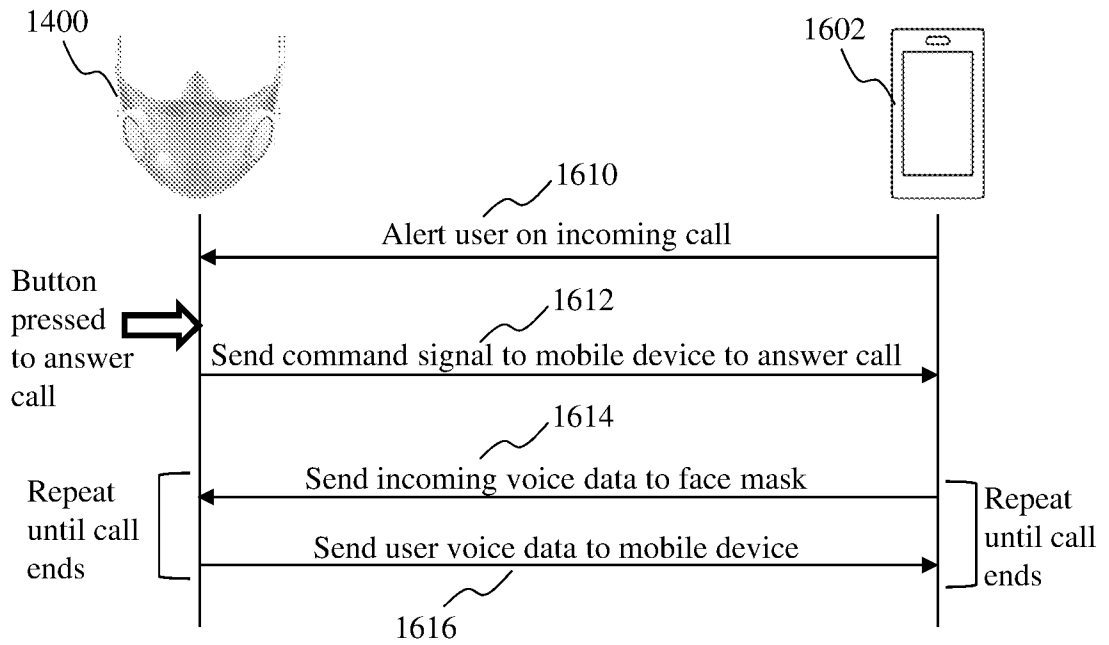 1400
1602
1610
Alert user on incoming call
Button
pressed
to answer
call
1612
Send command signal to mobile device to answer call
1614
Send incoming voice data to face mask
Repeat
until call
ends
Repeat
until call
ends
Send user voice data to mobile device
1616